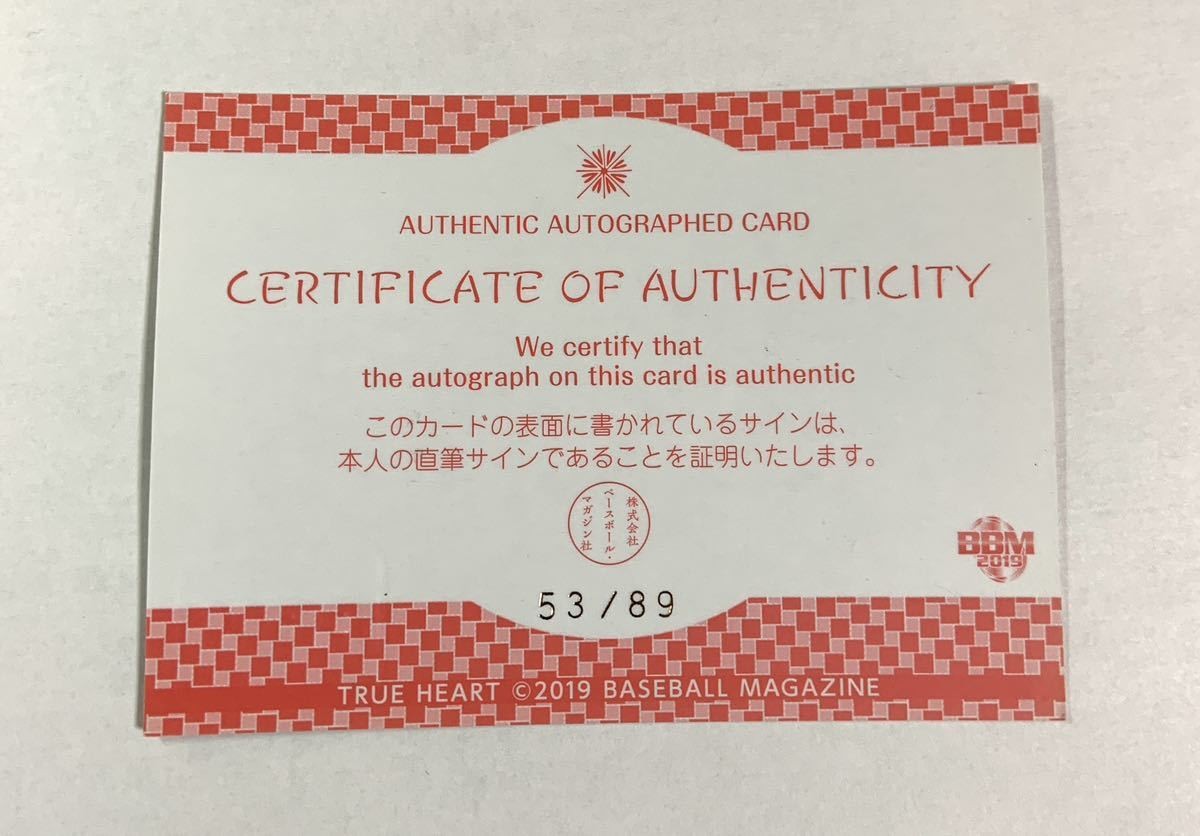 AUTHENTIC AUTOGRAPHED CARD
CERTIFICATE OF AUTHENTICITY
We certify that
the autograph on this card is authentic
このカードの表面に書かれているサインは、
本人の直筆サインであることを証明いたします。
株式会社
ベースボール・
マガジン社
BBM
2019
53/89
TRUE HEART ©2019 BASEBALL MAGAZINE